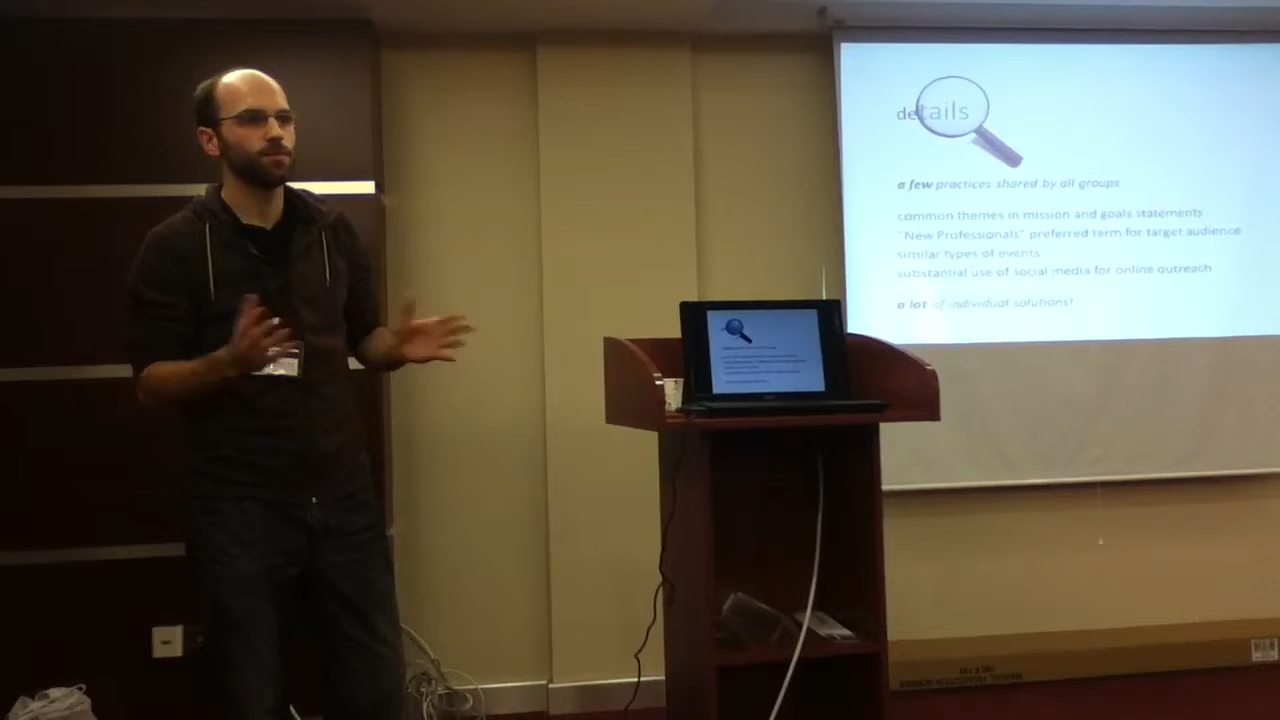 details
a few practices shared by all groups
common themes in mission and goals statements
"New Professionals" preferred term for target audience
similar types of events
substantial use of social media for online outreach
a lot of individual solutions!